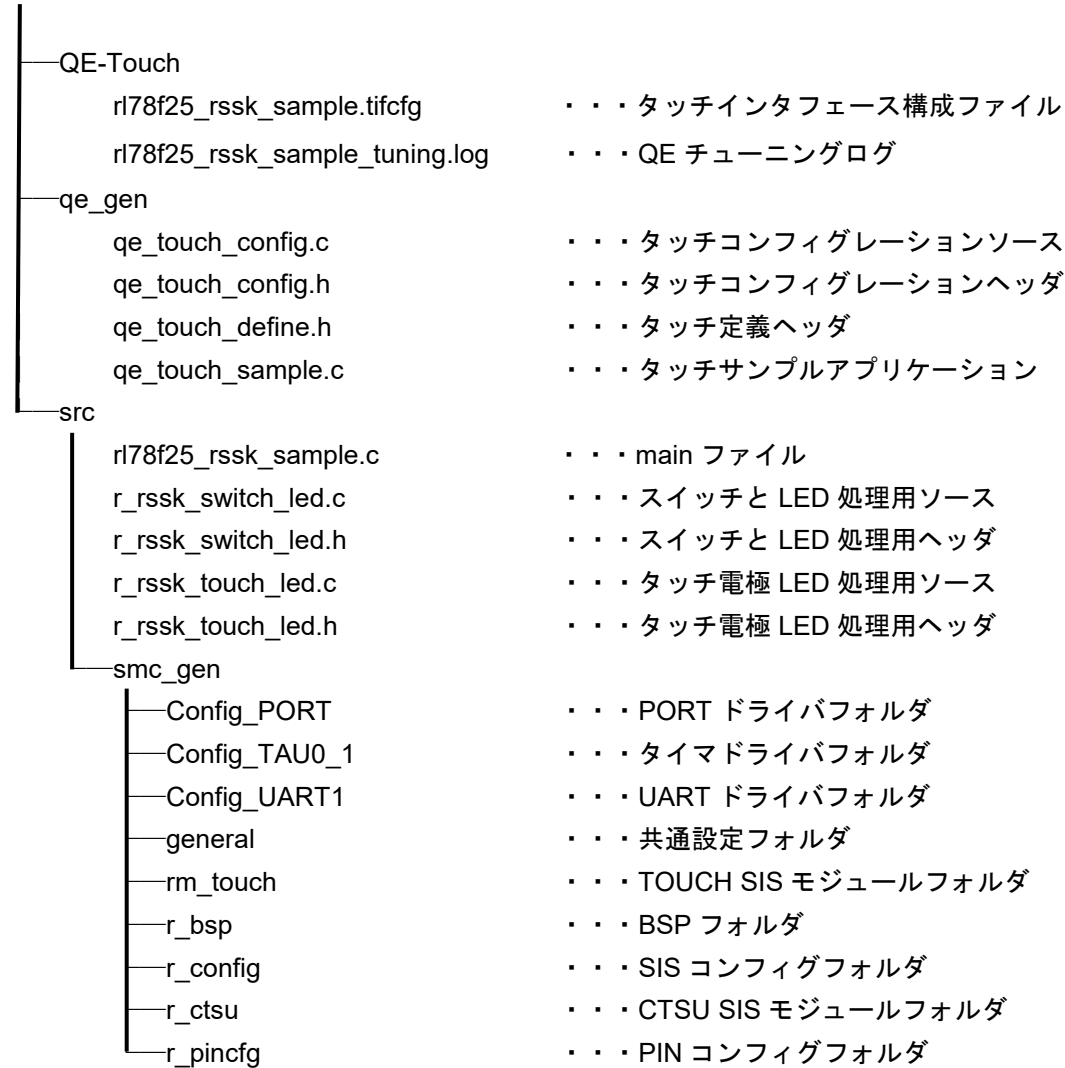 QE-Touch
rl78f25_rssk_sample.tifcfg ・・・タッチインタフェース構成ファイル
rl78f25_rssk_sample_tuning.log ・・・QE チューニングログ
qe_gen
qe_touch_config.c ・・・タッチコンフィグレーションソース
qe_touch_config.h ・・・タッチコンフィグレーションヘッダ
qe_touch_define.h ・・・タッチ定義ヘッダ
qe_touch_sample.c ・・・タッチサンプルアプリケーション
src
rl78f25_rssk_sample.c ・・・main ファイル
r_rssk_switch_led.c ・・・スイッチと LED 処理用ソース
r_rssk_switch_led.h ・・・スイッチと LED 処理用ヘッダ
r_rssk_touch_led.c ・・・タッチ電極 LED 処理用ソース
r_rssk_touch_led.h ・・・タッチ電極 LED 処理用ヘッダ
smc_gen
Config_PORT ・・・PORT ドライバフォルダ
Config_TAU0_1 ・・・タイマドライバフォルダ
Config_UART1 ・・・UART ドライバフォルダ
general ・・・共通設定フォルダ
rm_touch ・・・TOUCH SIS モジュールフォルダ
r_bsp ・・・BSP フォルダ
r_config ・・・SIS コンフィグフォルダ
r_ctsu ・・・CTSU SIS モジュールフォルダ
r_pincfg ・・・PIN コンフィグフォルダ